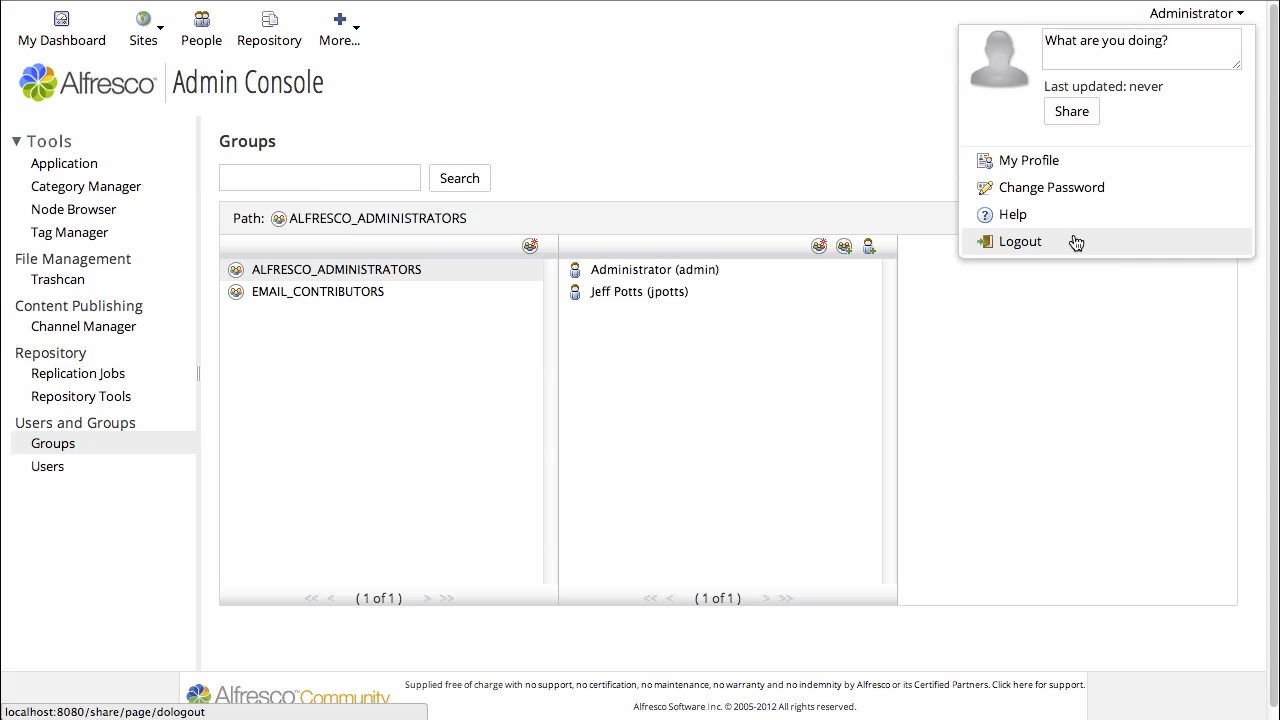 My Dashboard
Sites
People
Repository
More...
Administrator
What are you doing?
Last updated: never
Share
My Profile
Change Password
Help
Logout
Alfresco
Admin Console
Tools
Application
Category Manager
Node Browser
Tag Manager
File Management
Trashcan
Content Publishing
Channel Manager
Repository
Replication Jobs
Repository Tools
Users and Groups
Groups
Users
Groups
Search
Path: ALFRESCO_ADMINISTRATORS
ALFRESCO_ADMINISTRATORS
EMAIL_CONTRIBUTORS
<< < ( 1 of 1 ) > >>
Administrator (admin)
Jeff Potts (jpotts)
<< < ( 1 of 1 ) > >>
Alfresco Community
Supplied free of charge with no support, no certification, no maintenance, no warranty and no indemnity by Alfresco or its Certified Partners. Click here for support.
Alfresco Software Inc. © 2005-2012 All rights reserved.
localhost:8080/share/page/dologout